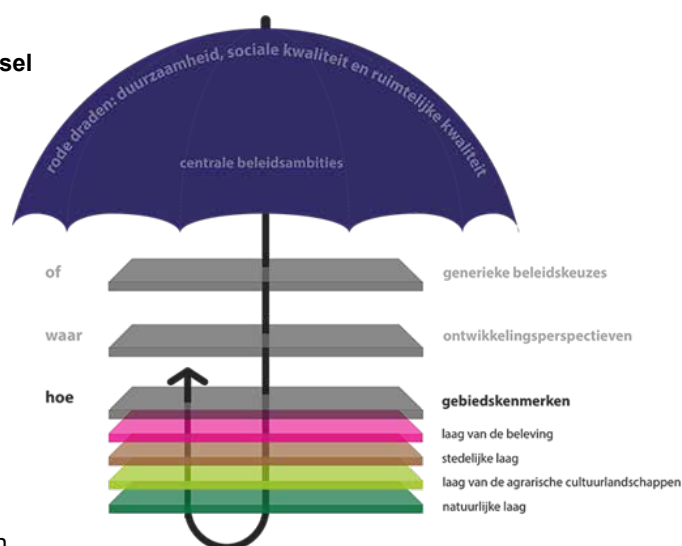 sel
rode draden: duurzaamheid, sociale kwaliteit en ruimtelijke kwaliteit
centrale beleidsambities
of generieke beleidskeuzes
waar ontwikkelingsperspectieven
hoe gebiedskenmerken
laag van de beleving
stedelijke laag
laag van de agrarische cultuurlandschappen
natuurlijke laag